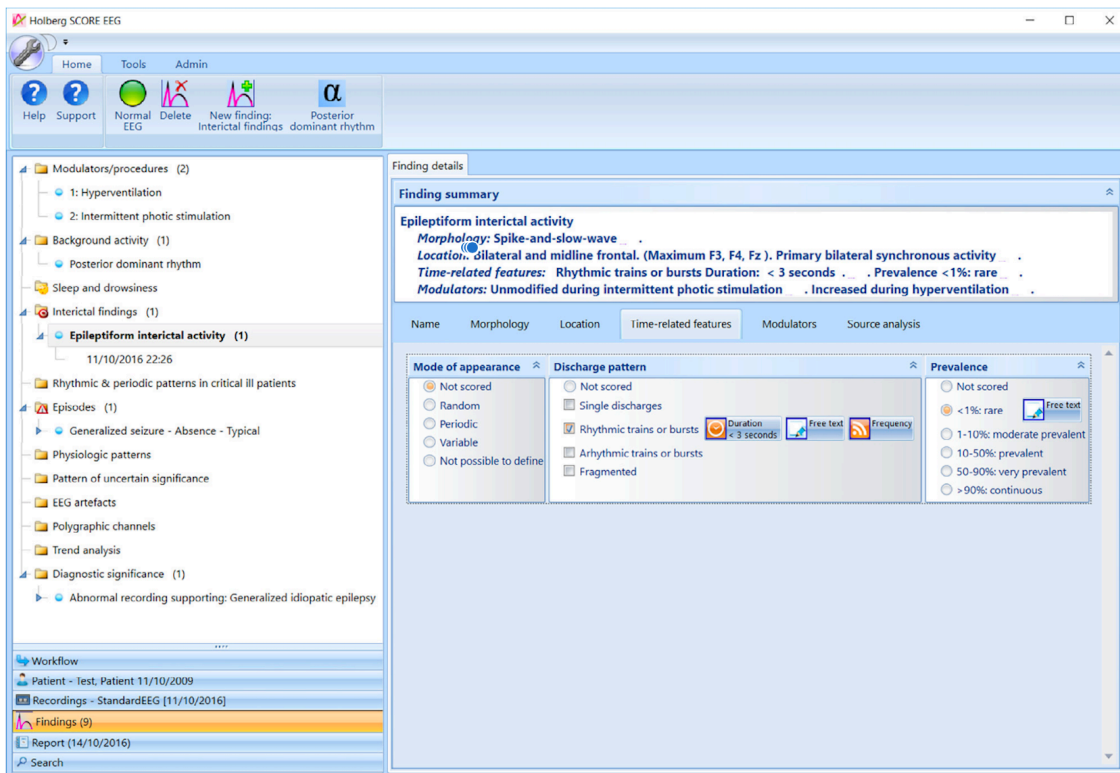 Holberg SCORE EEG
Home Tools Admin
Help Support Normal EEG Delete New finding: Interictal findings Posterior dominant rhythm
Modulators/procedures (2)
1: Hyperventilation
2: Intermittent photic stimulation
Background activity (1)
Posterior dominant rhythm
Sleep and drowsiness
Interictal findings (1)
Epileptiform interictal activity (1)
11/10/2016 22:26
Rhythmic & periodic patterns in critical ill patients
Episodes (1)
Generalized seizure - Absence - Typical
Physiologic patterns
Pattern of uncertain significance
EEG artefacts
Polygraphic channels
Trend analysis
Diagnostic significance (1)
Abnormal recording supporting: Generalized idiopatic epilepsy
Workflow
Patient - Test, Patient 11/10/2009
Recordings - StandardEEG [11/10/2016]
Findings (9)
Report (14/10/2016)
Search
Finding details
Finding summary
Epileptiform interictal activity
Morphology: Spike-and-slow-wave .
Location: Bilateral and midline frontal. (Maximum F3, F4, Fz ). Primary bilateral synchronous activity .
Time-related features: Rhythmic trains or bursts Duration: < 3 seconds . . Prevalence <1%: rare .
Modulators: Unmodified during intermittent photic stimulation . Increased during hyperventilation .
Name Morphology Location Time-related features Modulators Source analysis
Mode of appearance
Not scored
Random
Periodic
Variable
Not possible to define
Discharge pattern
Not scored
Single discharges
Rhythmic trains or bursts Duration < 3 seconds Free text Frequency
Arhythmic trains or bursts
Fragmented
Prevalence
Not scored
<1%: rare Free text
1-10%: moderate prevalent
10-50%: prevalent
50-90%: very prevalent
>90%: continuous